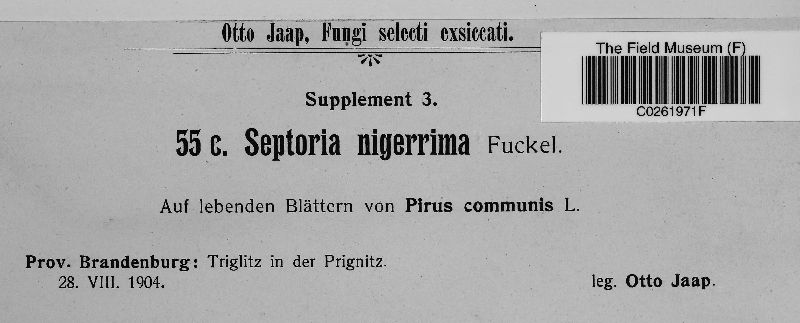 Otto Jaap, Fungi selecti exsiccati.
The Field Museum (F)
C0261971F
Supplement 3.
55 c. Septoria nigerrima Fuckel.
Auf lebenden Blättern von Pirus communis L.
Prov. Brandenburg: Triglitz in der Prignitz.
28. VIII. 1904.
leg. Otto Jaap.